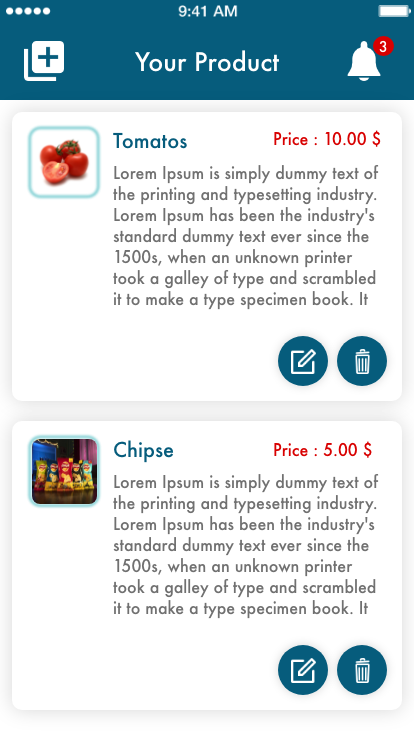 9:41 AM
Your Product
3
Tomatos
Price : 10.00 $
Lorem Ipsum is simply dummy text of
the printing and typesetting industry.
Lorem Ipsum has been the industry's
standard dummy text ever since the
1500s, when an unknown printer
took a galley of type and scrambled
it to make a type specimen book. It
Chipse
Price : 5.00 $
Lorem Ipsum is simply dummy text of
the printing and typesetting industry.
Lorem Ipsum has been the industry's
standard dummy text ever since the
1500s, when an unknown printer
took a galley of type and scrambled
it to make a type specimen book. It